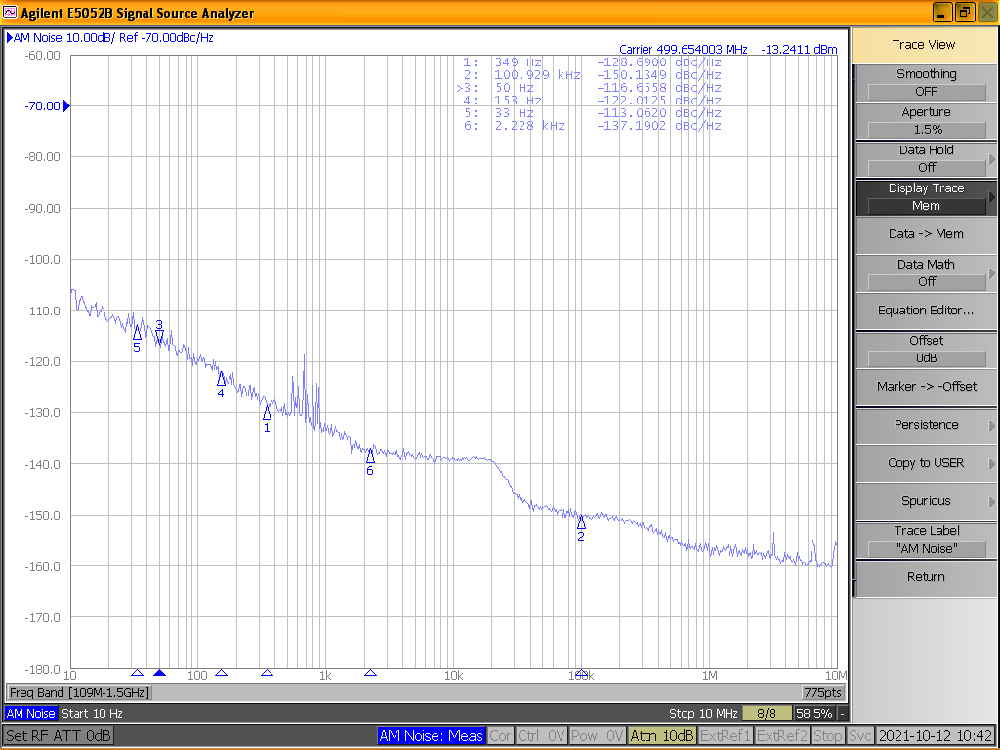 Agilent E5052B Signal Source Analyzer
AM Noise 10.00dB/ Ref -70.00dBc/Hz
Carrier 499.654003 MHz -13.2411 dBm
1: 349 Hz -128.6900 dBc/Hz
2: 100.929 kHz -150.1349 dBc/Hz
>3: 50 Hz -116.6558 dBc/Hz
4: 153 Hz -122.0125 dBc/Hz
5: 33 Hz -113.0620 dBc/Hz
6: 2.228 kHz -137.1902 dBc/Hz
-60.00
-70.00
-80.00
-90.00
-100.0
-110.0
-120.0
-130.0
-140.0
-150.0
-160.0
-170.0
-180.0
5
3
4
1
6
2
10 100 1k 10k 100k 1M 10M
Freq Band [109M-1.5GHz] 775pts
AM Noise Start 10 Hz Stop 10 MHz 8/8 58.5% -
Set RF ATT 0dB AM Noise: Meas Cor Ctrl 0V Pow 0V Attn 10dB ExtRef1 ExtRef2 Stop Svc 2021-10-12 10:42
Trace View
Smoothing
OFF
Aperture
1.5%
Data Hold
Off
Display Trace
Mem
Data -> Mem
Data Math
Off
Equation Editor...
Offset
0dB
Marker -> -Offset
Persistence
Copy to USER
Spurious
Trace Label
"AM Noise"
Return